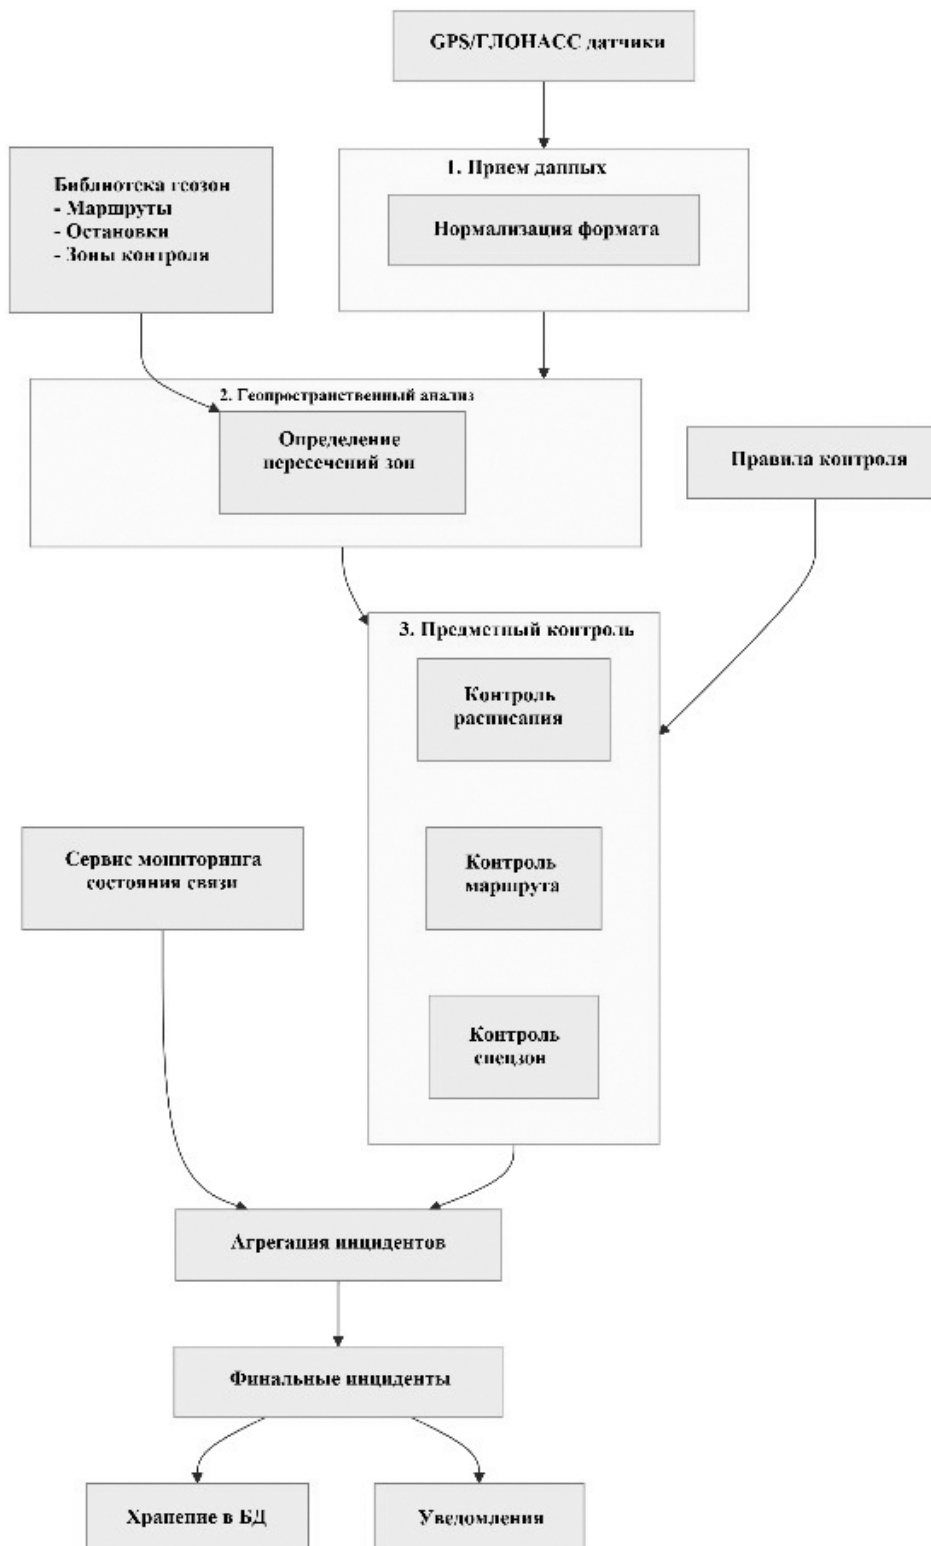 GPS/ГЛОНАСС датчики
1. Прием данных
Нормализация формата
Библиотека геозон
- Маршруты
- Остановки
- Зоны контроля
2. Геопространственный анализ
Определение
пересечений зон
Правила контроля
3. Предметный контроль
Контроль
расписания
Контроль
маршрута
Контроль
спецзон
Сервис мониторинга
состояния связи
Агрегация инцидентов
Финальные инциденты
Хранение в БД
Уведомления